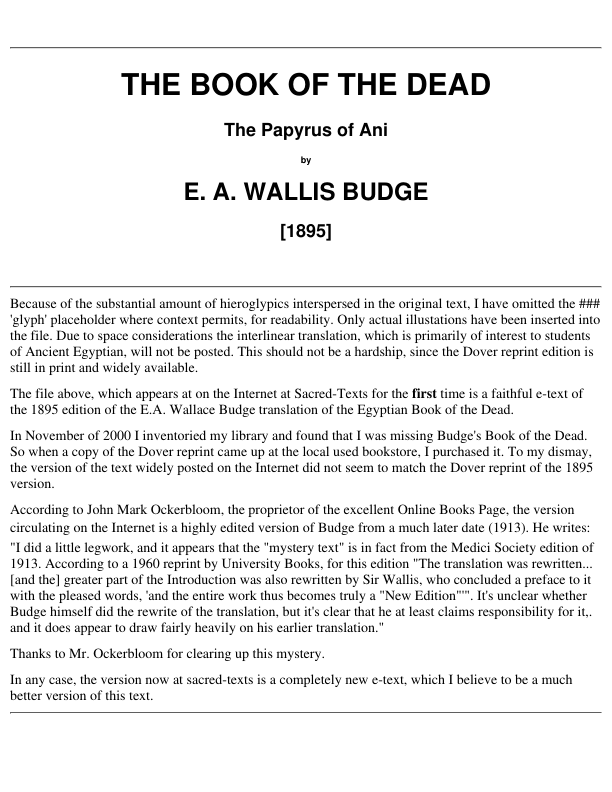 THE BOOK OF THE DEAD
The Papyrus of Ani
by
E. A. WALLIS BUDGE
[1895]
Because of the substantial amount of hieroglypics interspersed in the original text, I have omitted the ###
'glyph' placeholder where context permits, for readability. Only actual illustations have been inserted into
the file. Due to space considerations the interlinear translation, which is primarily of interest to students
of Ancient Egyptian, will not be posted. This should not be a hardship, since the Dover reprint edition is
still in print and widely available.
The file above, which appears at on the Internet at Sacred-Texts for the first time is a faithful e-text of
the 1895 edition of the E.A. Wallace Budge translation of the Egyptian Book of the Dead.
In November of 2000 I inventoried my library and found that I was missing Budge's Book of the Dead.
So when a copy of the Dover reprint came up at the local used bookstore, I purchased it. To my dismay,
the version of the text widely posted on the Internet did not seem to match the Dover reprint of the 1895
version.
According to John Mark Ockerbloom, the proprietor of the excellent Online Books Page, the version
circulating on the Internet is a highly edited version of Budge from a much later date (1913). He writes:
"I did a little legwork, and it appears that the "mystery text" is in fact from the Medici Society edition of
1913. According to a 1960 reprint by University Books, for this edition "The translation was rewritten...
[and the] greater part of the Introduction was also rewritten by Sir Wallis, who concluded a preface to it
with the pleased words, 'and the entire work thus becomes truly a "New Edition"'". It's unclear whether
Budge himself did the rewrite of the translation, but it's clear that he at least claims responsibility for it,.
and it does appear to draw fairly heavily on his earlier translation."
Thanks to Mr. Ockerbloom for clearing up this mystery.
In any case, the version now at sacred-texts is a completely new e-text, which I believe to be a much
better version of this text.